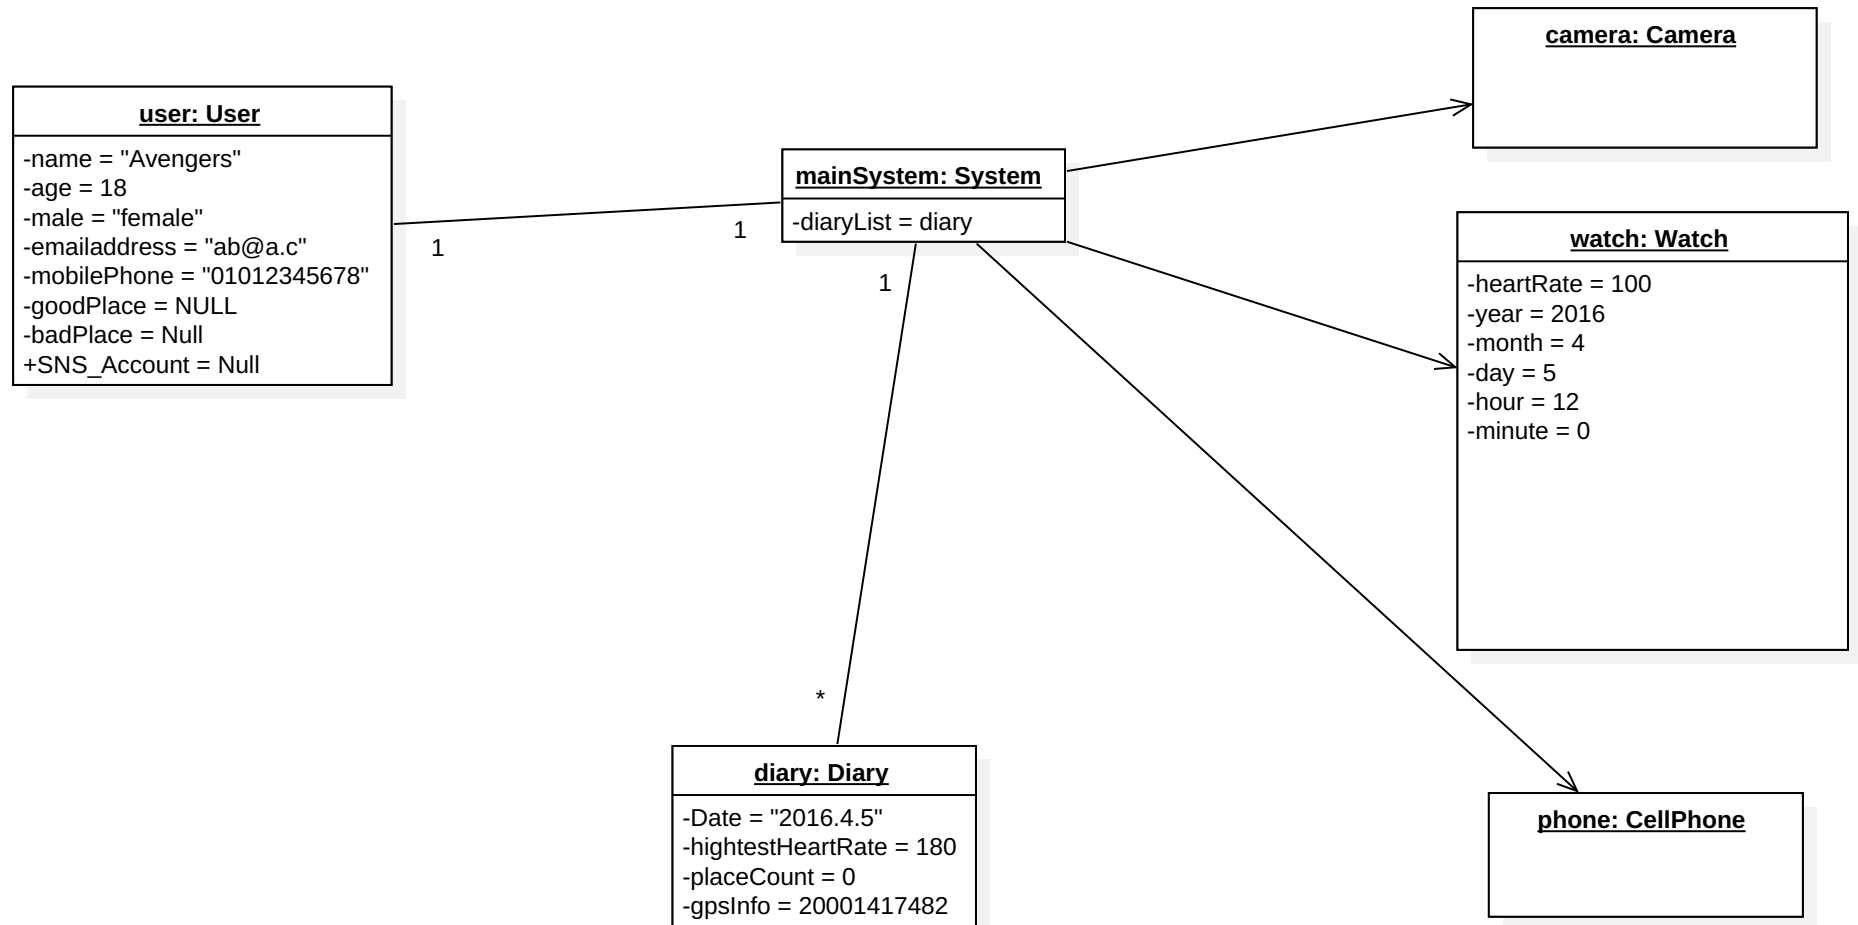 camera: Camera
user: User
-name = "Avengers"
-age = 18
-male = "female"
-emailaddress = "ab@a.c"
-mobilePhone = "01012345678"
-goodPlace = NULL
-badPlace = Null
+SNS_Account = Null
1
1
mainSystem: System
-diaryList = diary
1
*
watch: Watch
-heartRate = 100
-year = 2016
-month = 4
-day = 5
-hour = 12
-minute = 0
diary: Diary
-Date = "2016.4.5"
-hightestHeartRate = 180
-placeCount = 0
-gpsInfo = 20001417482
phone: CellPhone